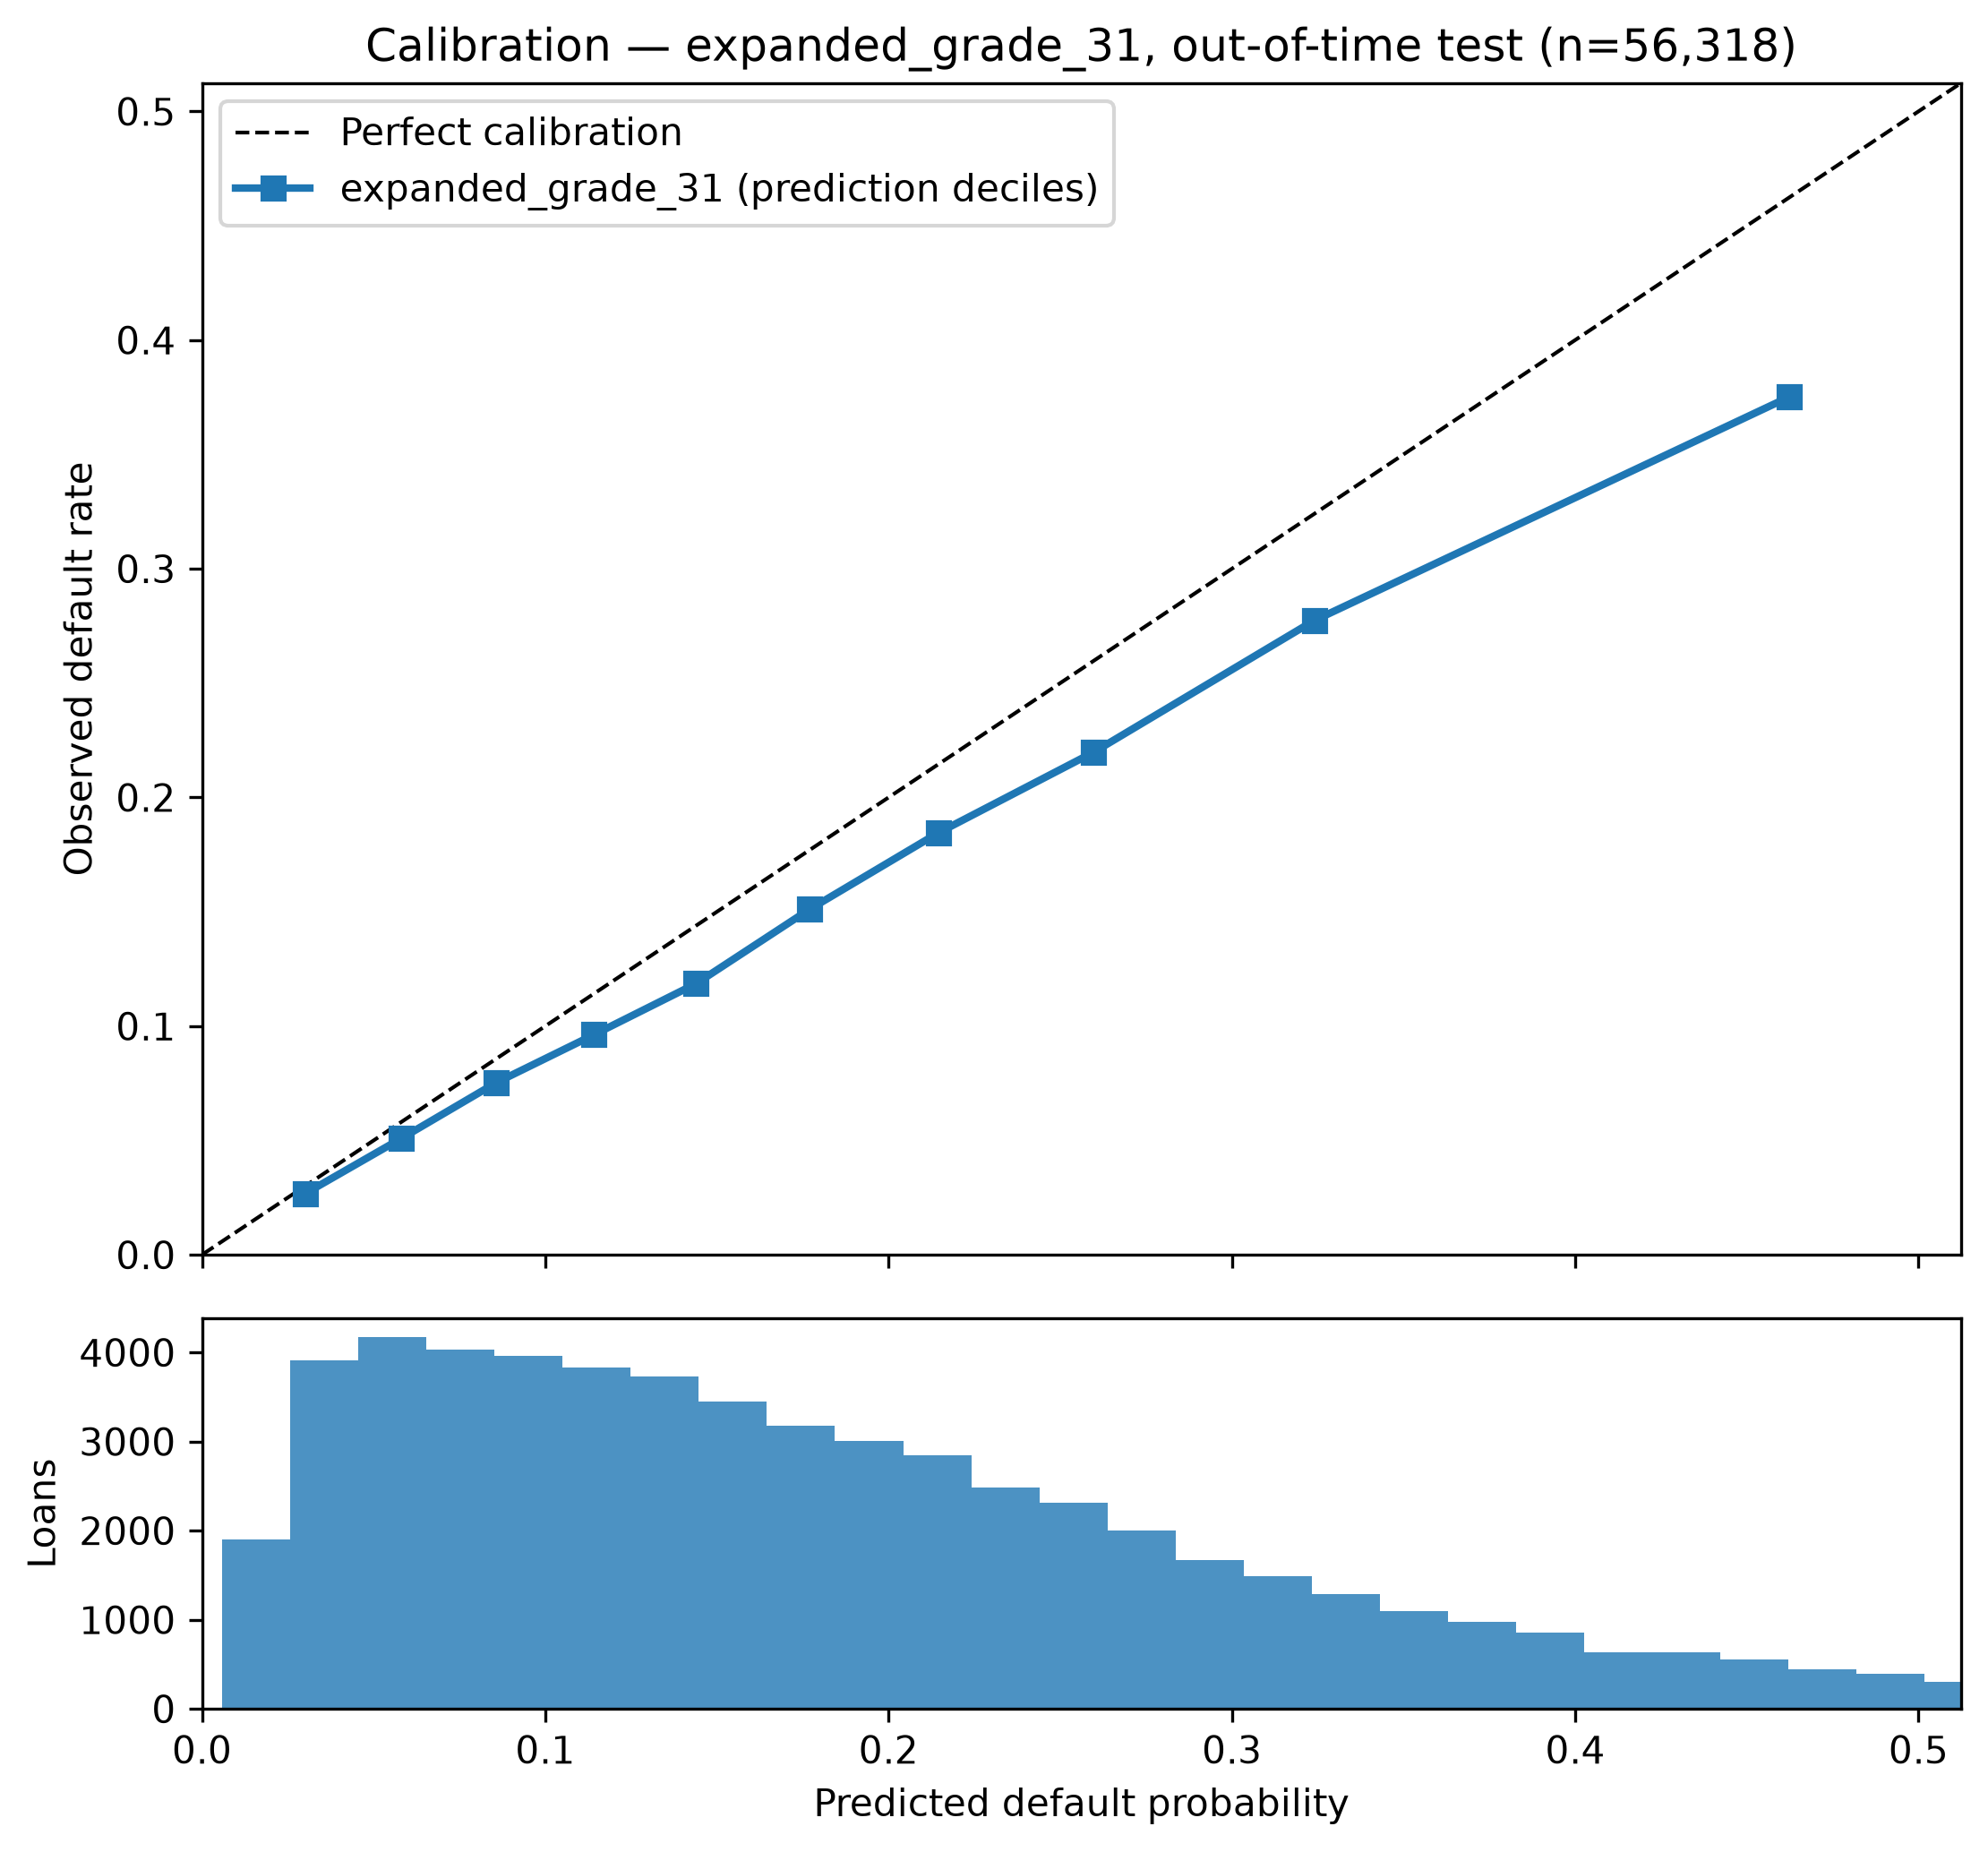 Calibration — expanded_grade_31, out-of-time test (n=56,318)
Perfect calibration
expanded_grade_31 (prediction deciles)
0.5
0.4
0.3
0.2
0.1
0.0
Observed default rate
4000
3000
2000
1000
0
Loans
0.0 0.1 0.2 0.3 0.4 0.5
Predicted default probability